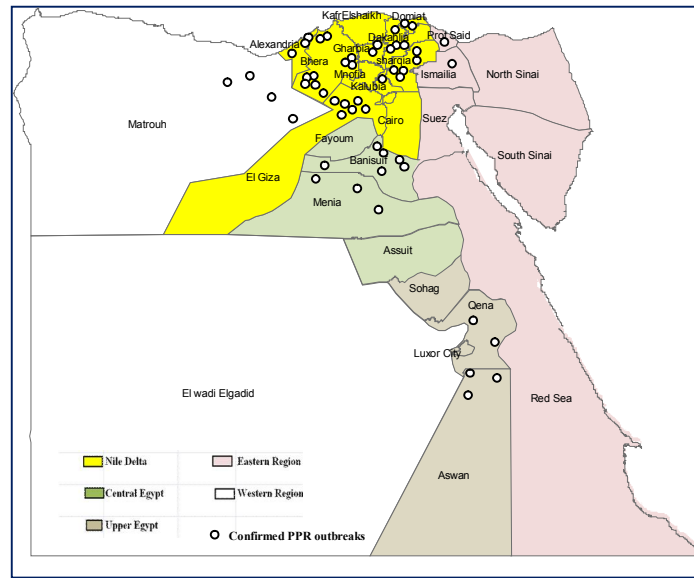 KafrElshaikh
Domiat
Alexandria
Dakahlia
Prot Said
Gharbia
Bhera
sharqia
Mnofia
Ismailia
North Sinai
Kalubia
Matrouh
Cairo
Suez
Fayoum
South Sinai
Banisuif
El Giza
Menia
Assuit
Sohag
Qena
Luxor City
El wadi Elgadid
Red Sea
Aswan
Nile Delta
Eastern Region
Central Egypt
Western Region
Upper Egypt
Confirmed PPR outbreaks